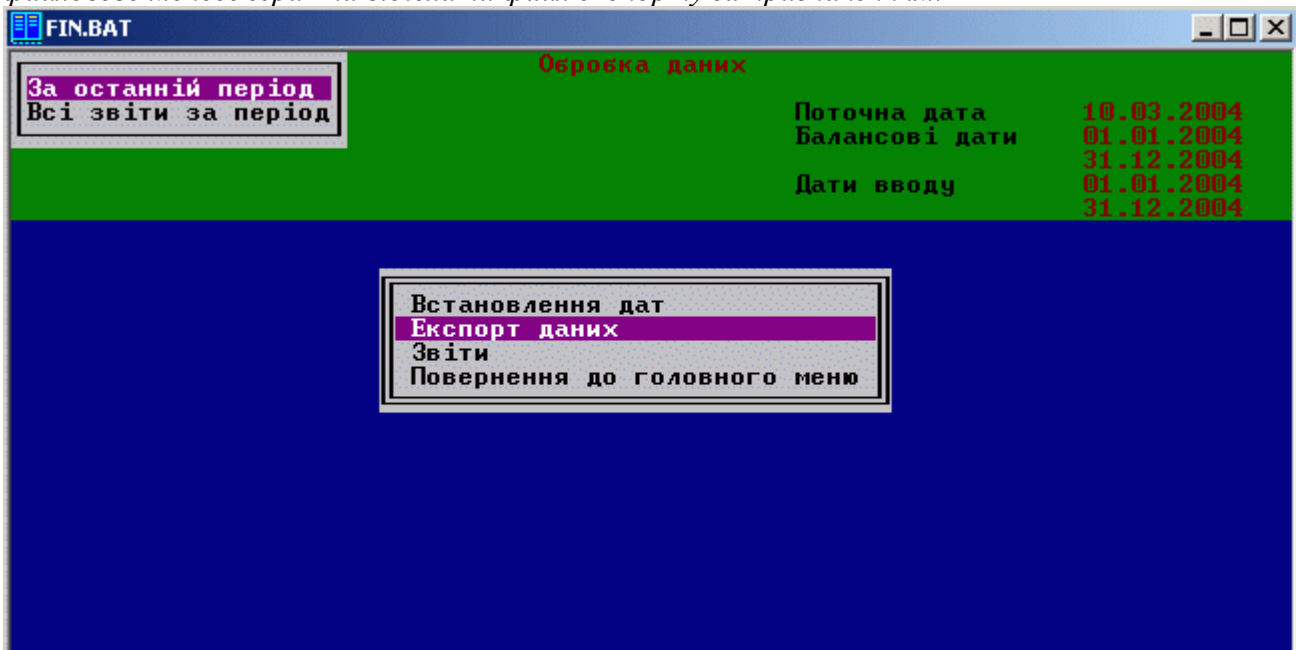 FIN.BAT
Обробка даних
За останній період
Всі звіти за період
Поточна дата 10.03.2004
Балансові дати 01.01.2004
31.12.2004
Дати вводу 01.01.2004
31.12.2004
Встановлення дат
Експорт даних
Звіти
Повернення до головного меню